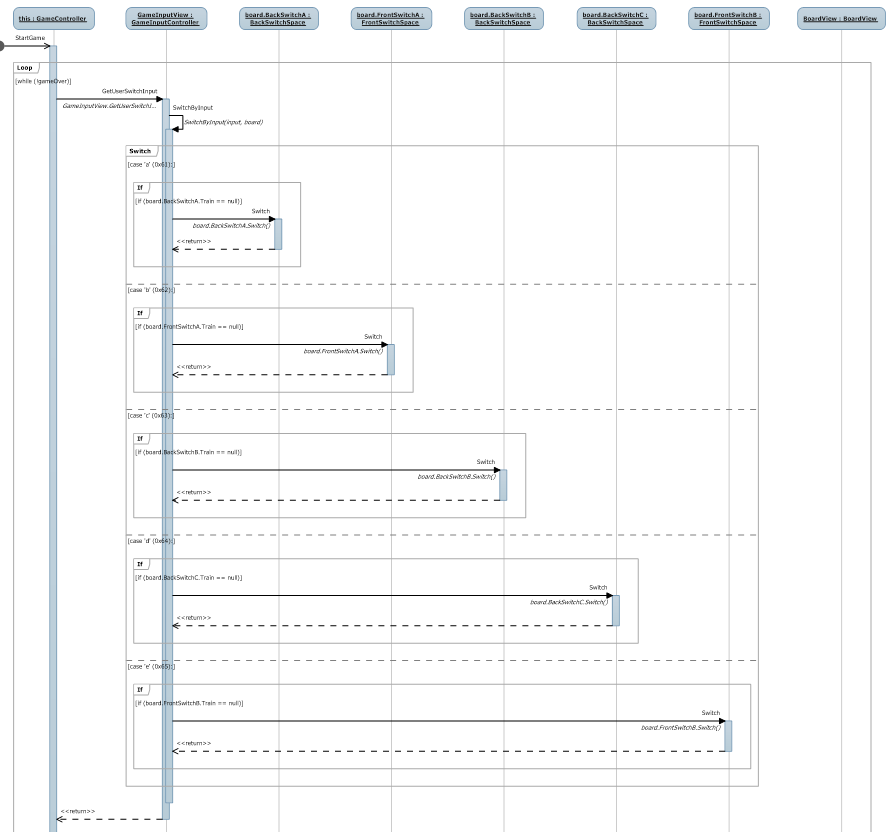 this : GameController
GameInputView :
GameInputController
board.BackSwitchA :
BackSwitchSpace
board.FrontSwitchA :
FrontSwitchSpace
board.BackSwitchB :
BackSwitchSpace
board.BackSwitchC :
BackSwitchSpace
board.FrontSwitchB :
FrontSwitchSpace
BoardView : BoardView
StartGame
Loop
[while (!gameOver)]
GetUserSwitchInput
GameInputView.GetUserSwitchI...
SwitchByInput
SwitchByInput(input, board)
Switch
[case 'a' (0x61):]
If
[if (board.BackSwitchA.Train == null)]
Switch
board.BackSwitchA.Switch()
<<return>>
[case 'b' (0x62):]
If
[if (board.FrontSwitchA.Train == null)]
Switch
board.FrontSwitchA.Switch()
<<return>>
[case 'c' (0x63):]
If
[if (board.BackSwitchB.Train == null)]
Switch
board.BackSwitchB.Switch()
<<return>>
[case 'd' (0x64):]
If
[if (board.BackSwitchC.Train == null)]
Switch
board.BackSwitchC.Switch()
<<return>>
[case 'e' (0x65):]
If
[if (board.FrontSwitchB.Train == null)]
Switch
board.FrontSwitchB.Switch()
<<return>>
<<return>>